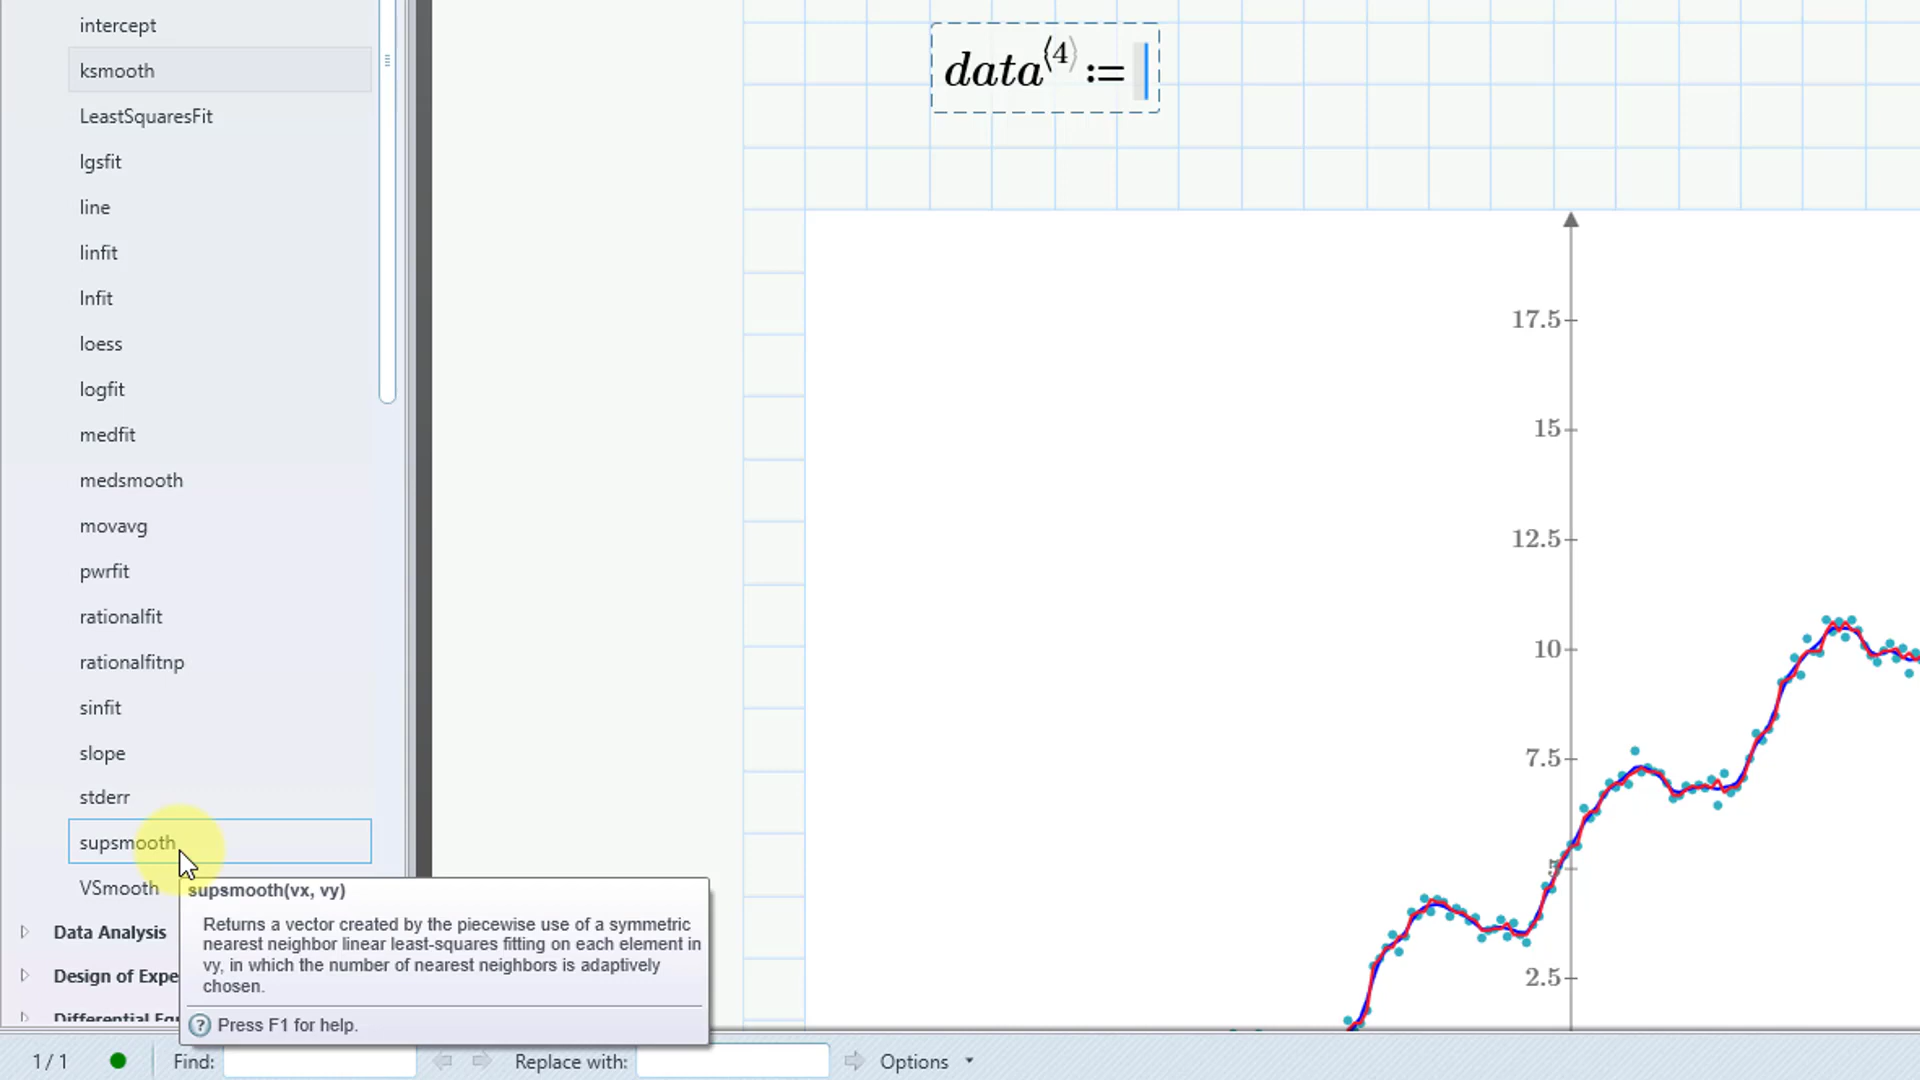 intercept
ksmooth
LeastSquaresFit
lgsfit
line
linfit
lnfit
loess
logfit
medfit
medsmooth
movavg
pwrfit
rationalfit
rationalfitnp
sinfit
slope
stderr
supsmooth
VSmooth
supsmooth(vx, vy)
Returns a vector created by the piecewise use of a symmetric
nearest neighbor linear least-squares fitting on each element in
vy, in which the number of nearest neighbors is adaptively
chosen.
Press F1 for help.
Data Analysis
Design of Expe
Differential Equ
data⟨4⟩ :=
17.5
15
12.5
10
7.5
2.5
1 / 1
Find:
Replace with:
Options